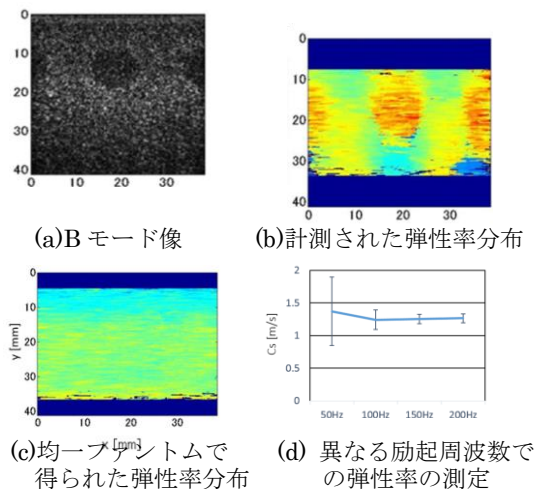 0
10
20
30
40
0 10 20 30
(a)Bモード像
0
10
20
30
40
0 10 20 30
(b)計測された弾性率分布
0
10
20
30
40
y [mm]
0 10 20 30
x [mm]
(c)均一ファントムで
得られた弾性率分布
2
1.5
1
0.5
0
Cs [m/s]
50Hz 100Hz 150Hz 200Hz
(d) 異なる励起周波数で
の弾性率の測定